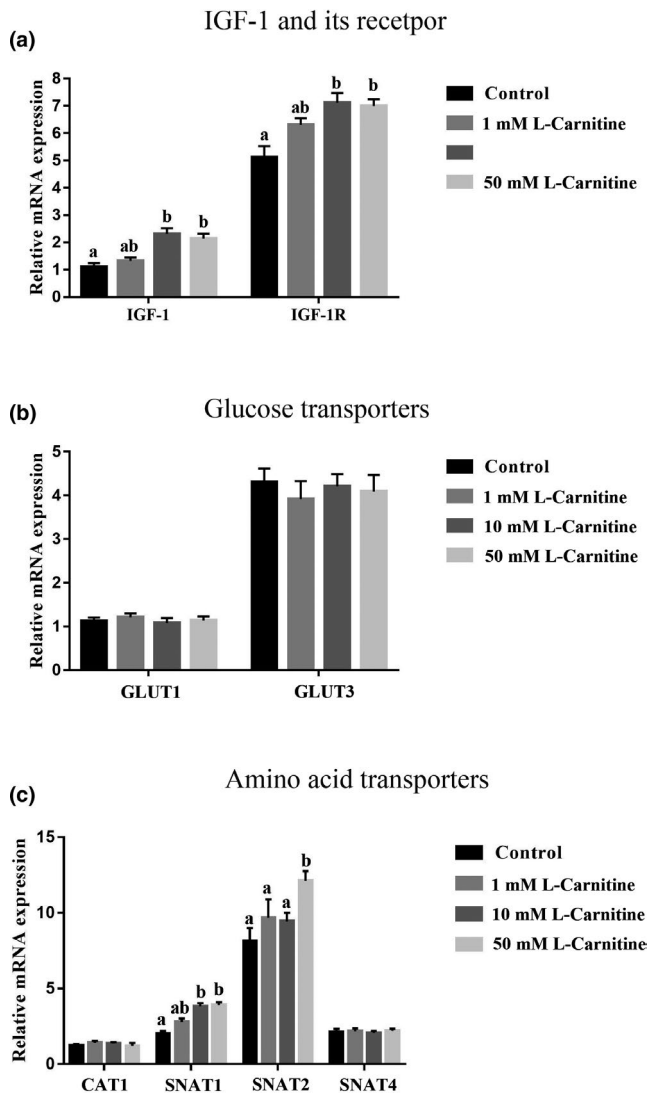 IGF-1 and its recetpor
(a)
Relative mRNA expression
8
7
6
5
4
3
2
1
0
a
ab
b
b
a
ab
b
b
IGF-1
IGF-1R
Control
1 mM L-Carnitine
50 mM L-Carnitine
(b)
Glucose transporters
Relative mRNA expression
5
4
3
2
1
0
GLUT1
GLUT3
Control
1 mM L-Carnitine
10 mM L-Carnitine
50 mM L-Carnitine
(c)
Amino acid transporters
Relative mRNA expression
15
10
5
0
a
ab
b
b
a
a
a
b
CAT1
SNAT1
SNAT2
SNAT4
Control
1 mM L-Carnitine
10 mM L-Carnitine
50 mM L-Carnitine